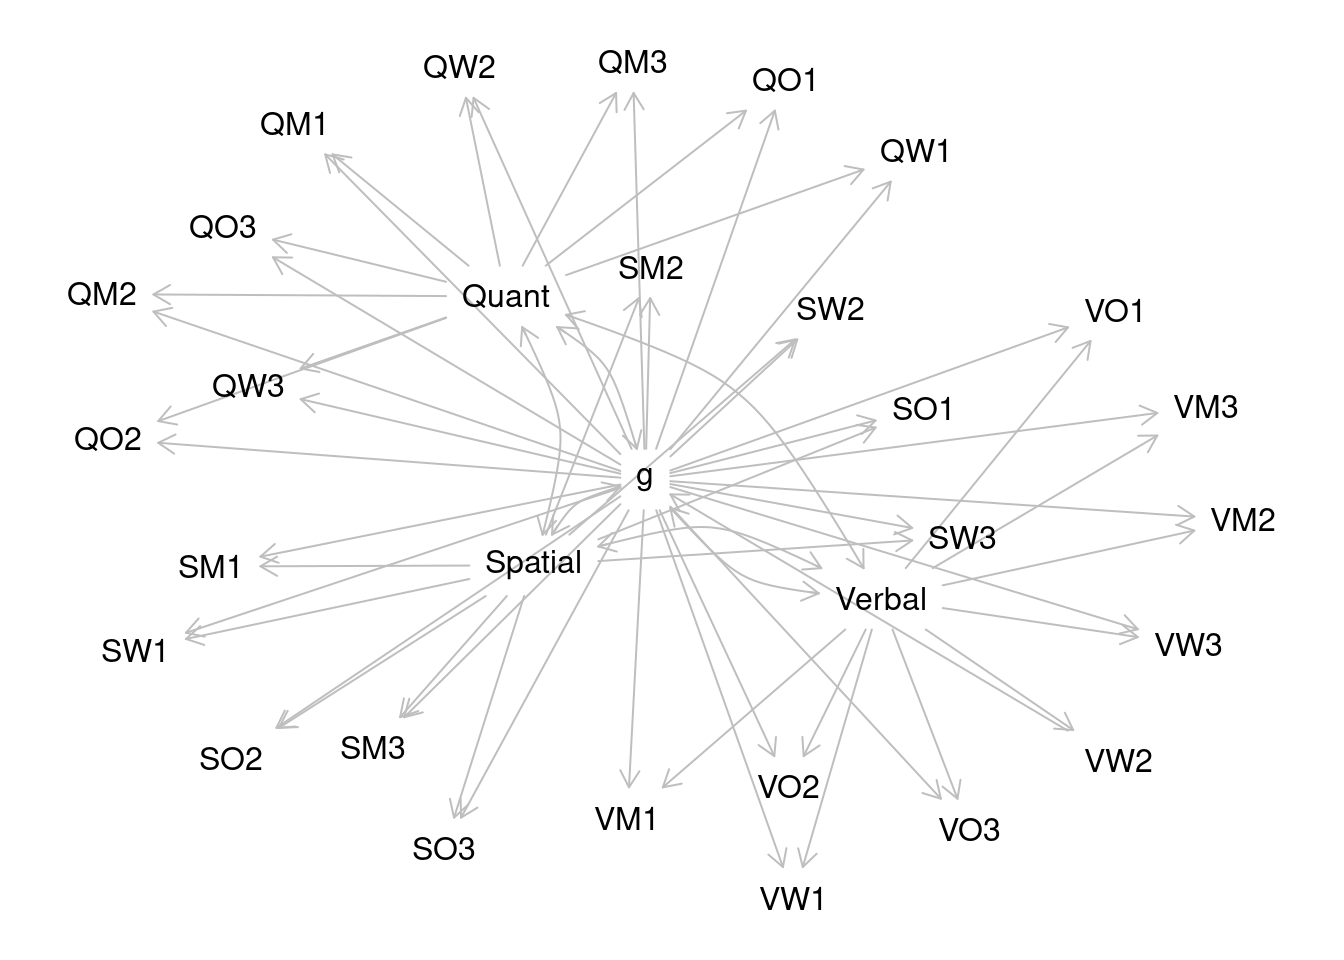 QM3
QW2
QO1
QM1
QW1
QO3
SM2
QM2
Quant
SW2
VO1
QW3
VM3
SO1
QO2
g
VM2
SW3
Spatial
SM1
Verbal
VW3
SW1
SM3
SO2
VW2
VO2
VM1
VO3
SO3
VW1